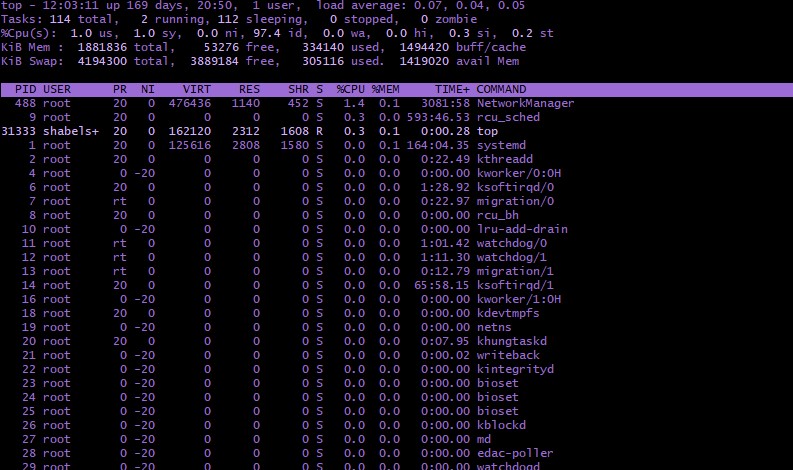 top - 12:03:11 up 169 days, 20:50,  1 user,  load average: 0.07, 0.04, 0.05
Tasks: 114 total,   2 running, 112 sleeping,   0 stopped,   0 zombie
%Cpu(s):  1.0 us,  1.0 sy,  0.0 ni, 97.4 id,  0.0 wa,  0.0 hi,  0.3 si,  0.2 st
KiB Mem :  1881836 total,    53276 free,   334140 used,  1494420 buff/cache
KiB Swap:  4194300 total,  3889184 free,   305116 used.  1419020 avail Mem
PID USER      PR  NI    VIRT    RES    SHR S  %CPU %MEM     TIME+ COMMAND
488 root      20   0  476436   1140    452 S   1.4  0.1   3081:58 NetworkManager
9 root      20   0       0      0      0 S   0.3  0.0 593:46.53 rcu_sched
31333 shabels+  20   0  162120   2312   1608 R   0.3  0.1   0:00.28 top
1 root      20   0  125616   2808   1580 S   0.0  0.1 164:04.35 systemd
2 root      20   0       0      0      0 S   0.0  0.0   0:22.49 kthreadd
4 root       0 -20       0      0      0 S   0.0  0.0   0:00.00 kworker/0:0H
6 root      20   0       0      0      0 S   0.0  0.0   1:28.92 ksoftirqd/0
7 root      rt   0       0      0      0 S   0.0  0.0   0:22.97 migration/0
8 root      20   0       0      0      0 S   0.0  0.0   0:00.00 rcu_bh
10 root       0 -20       0      0      0 S   0.0  0.0   0:00.00 lru-add-drain
11 root      rt   0       0      0      0 S   0.0  0.0   1:01.42 watchdog/0
12 root      rt   0       0      0      0 S   0.0  0.0   1:11.30 watchdog/1
13 root      rt   0       0      0      0 S   0.0  0.0   0:12.79 migration/1
14 root      20   0       0      0      0 S   0.0  0.0  65:58.15 ksoftirqd/1
16 root       0 -20       0      0      0 S   0.0  0.0   0:00.00 kworker/1:0H
18 root      20   0       0      0      0 S   0.0  0.0   0:00.00 kdevtmpfs
19 root       0 -20       0      0      0 S   0.0  0.0   0:00.00 netns
20 root      20   0       0      0      0 S   0.0  0.0   0:07.95 khungtaskd
21 root       0 -20       0      0      0 S   0.0  0.0   0:00.02 writeback
22 root       0 -20       0      0      0 S   0.0  0.0   0:00.00 kintegrityd
23 root       0 -20       0      0      0 S   0.0  0.0   0:00.00 bioset
24 root       0 -20       0      0      0 S   0.0  0.0   0:00.00 bioset
25 root       0 -20       0      0      0 S   0.0  0.0   0:00.00 bioset
26 root       0 -20       0      0      0 S   0.0  0.0   0:00.00 kblockd
27 root       0 -20       0      0      0 S   0.0  0.0   0:00.00 md
28 root       0 -20       0      0      0 S   0.0  0.0   0:00.00 edac-poller
29 root       0 -20       0      0      0 S   0.0  0.0   0:00.00 watchdogd